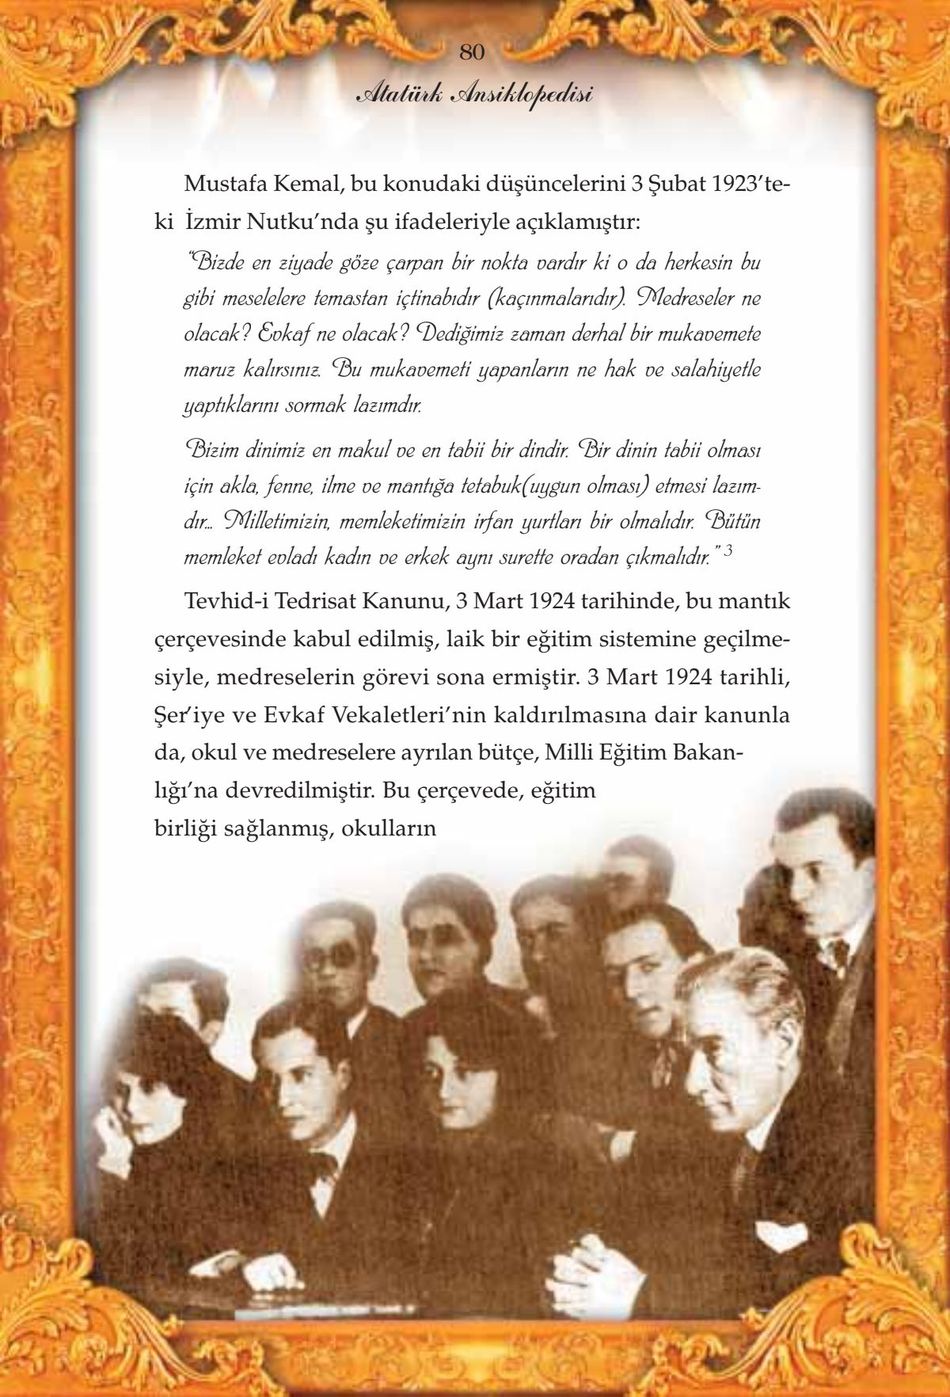 80
Atatürk Ansiklopedisi
Mustafa Kemal, bu konudaki düşüncelerini 3 Şubat 1923’te-
ki İzmir Nutku’nda şu ifadeleriyle açıklamıştır:
“Bizde en ziyade göze çarpan bir nokta vardır ki o da herkesin bu
gibi meselelere temastan içtinabıdır (kaçınmalarıdır). Medreseler ne
olacak? Evkaf ne olacak? Dediğimiz zaman derhal bir mukavemete
maruz kalırsınız. Bu mukavemeti yapanların ne hak ve salahiyetle
yaptıklarını sormak lazımdır.
Bizim dinimiz en makul ve en tabii bir dindir. Bir dinin tabii olması
için akla, fenne, ilme ve mantığa tetabuk(uygun olması) etmesi lazım-
dır... Milletimizin, memleketimizin irfan yurtları bir olmalıdır. Bütün
memleket evladı kadın ve erkek aynı surette oradan çıkmalıdır.” 3
Tevhid-i Tedrisat Kanunu, 3 Mart 1924 tarihinde, bu mantık
çerçevesinde kabul edilmiş, laik bir eğitim sistemine geçilme-
siyle, medreselerin görevi sona ermiştir. 3 Mart 1924 tarihli,
Şer’iye ve Evkaf Vekaletleri’nin kaldırılmasına dair kanunla
da, okul ve medreselere ayrılan bütçe, Milli Eğitim Bakan-
lığı’na devredilmiştir. Bu çerçevede, eğitim
birliği sağlanmış, okulların